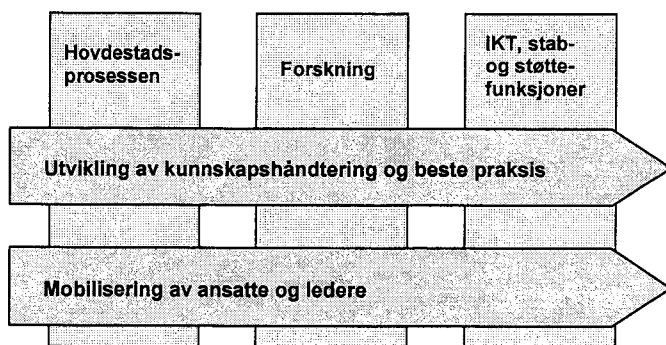 Hovdestads-
prosessen
Forskning
IKT, stab-
og støtte-
funksjoner
Utvikling av kunnskapshåndtering og beste praksis
Mobilisering av ansatte og ledere